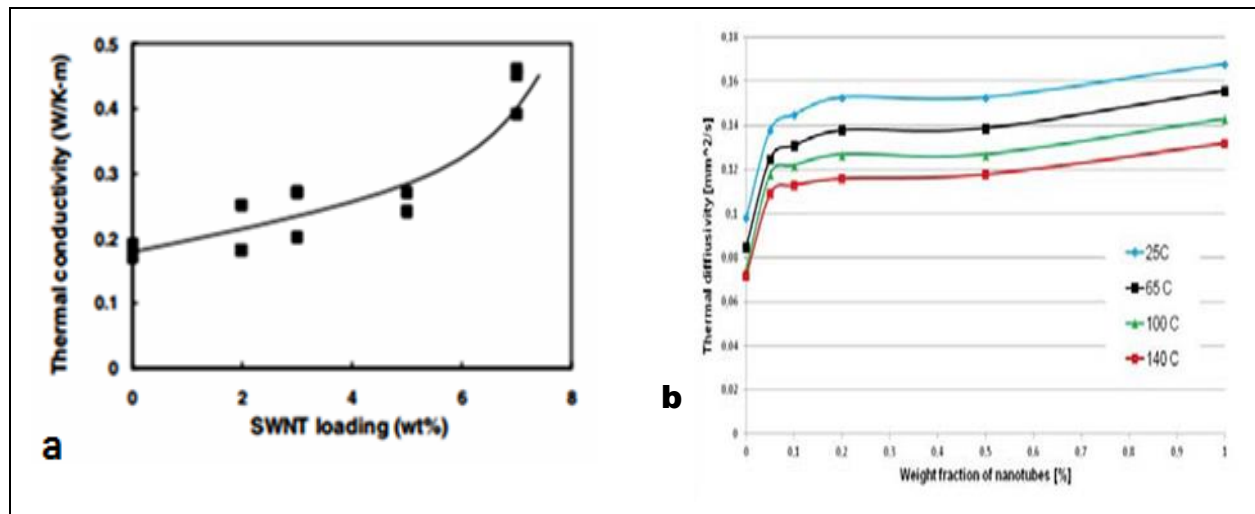 0.5
0.4
0.3
0.2
0.1
0
Thermal conductivity (W/K-m)
0 2 4 6 8
SWNT loading (wt%)
a
0,18
0,16
0,14
0,12
0,1
0,08
0,06
0,04
0,02
0
Thermal diffiusivity [mm^2/s]
25C
65 C
100 C
140 C
0 0,1 0,2 0,3 0,4 0,5 0,6 0,7 0,8 0,9 1
Weight fraction of nanotubes [%]
b